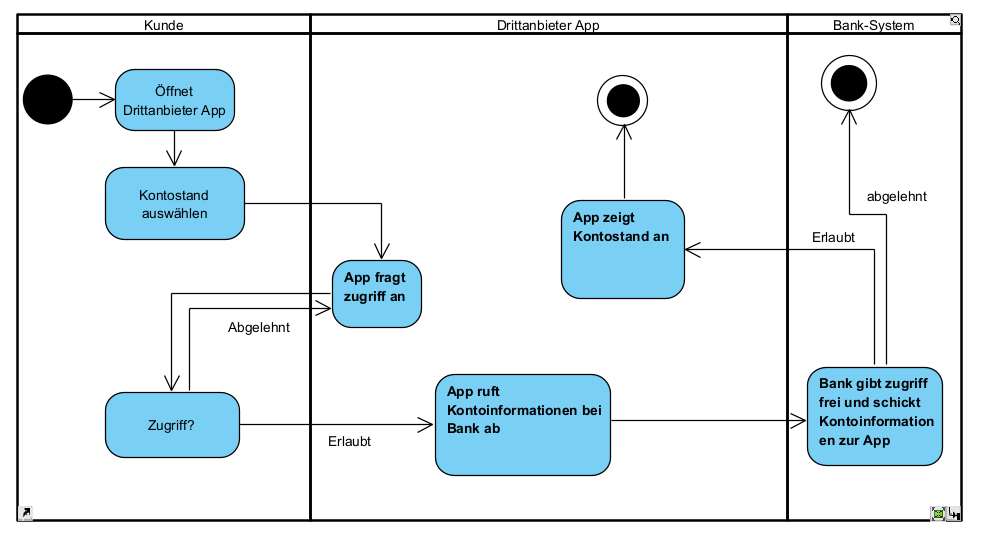 Kunde
Drittanbieter App
Bank-System
Öffnet
Drittanbieter App
Kontostand
auswählen
abgelehnt
App zeigt
Kontostand an
Erlaubt
App fragt
zugriff an
Abgelehnt
Zugriff?
Erlaubt
App ruft
Kontoinformationen bei
Bank ab
Bank gibt zugriff
frei und schickt
Kontoinformation
en zur App